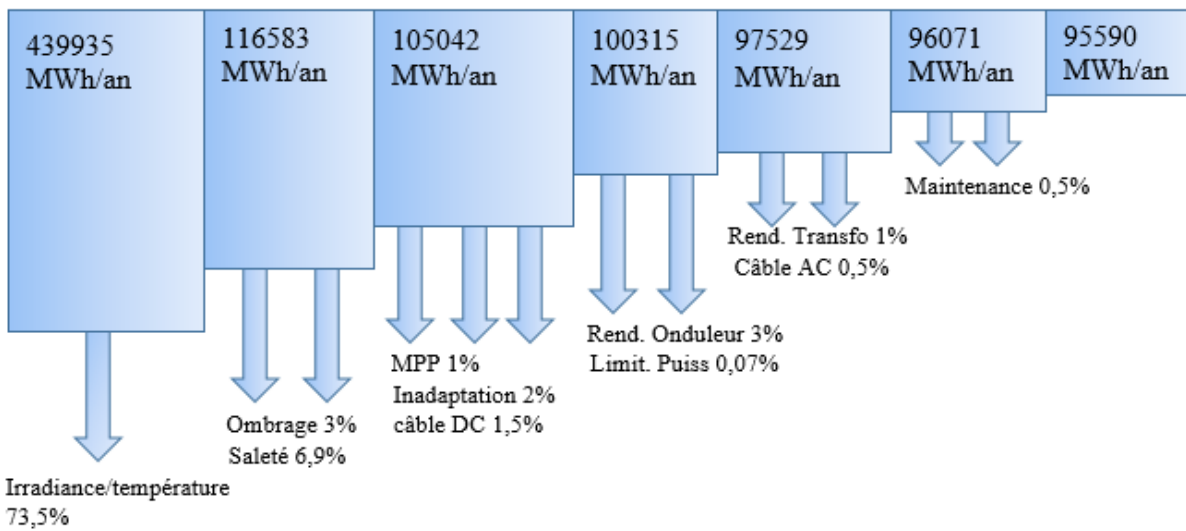 439935
MWh/an
116583
MWh/an
105042
MWh/an
100315
MWh/an
97529
MWh/an
96071
MWh/an
95590
MWh/an
Irradiance/température
73,5%
Ombrage 3%
Saleté 6,9%
MPP 1%
Inadaptation 2%
câble DC 1,5%
Rend. Onduleur 3%
Limit. Puiss 0,07%
Rend. Transfo 1%
Câble AC 0,5%
Maintenance 0,5%